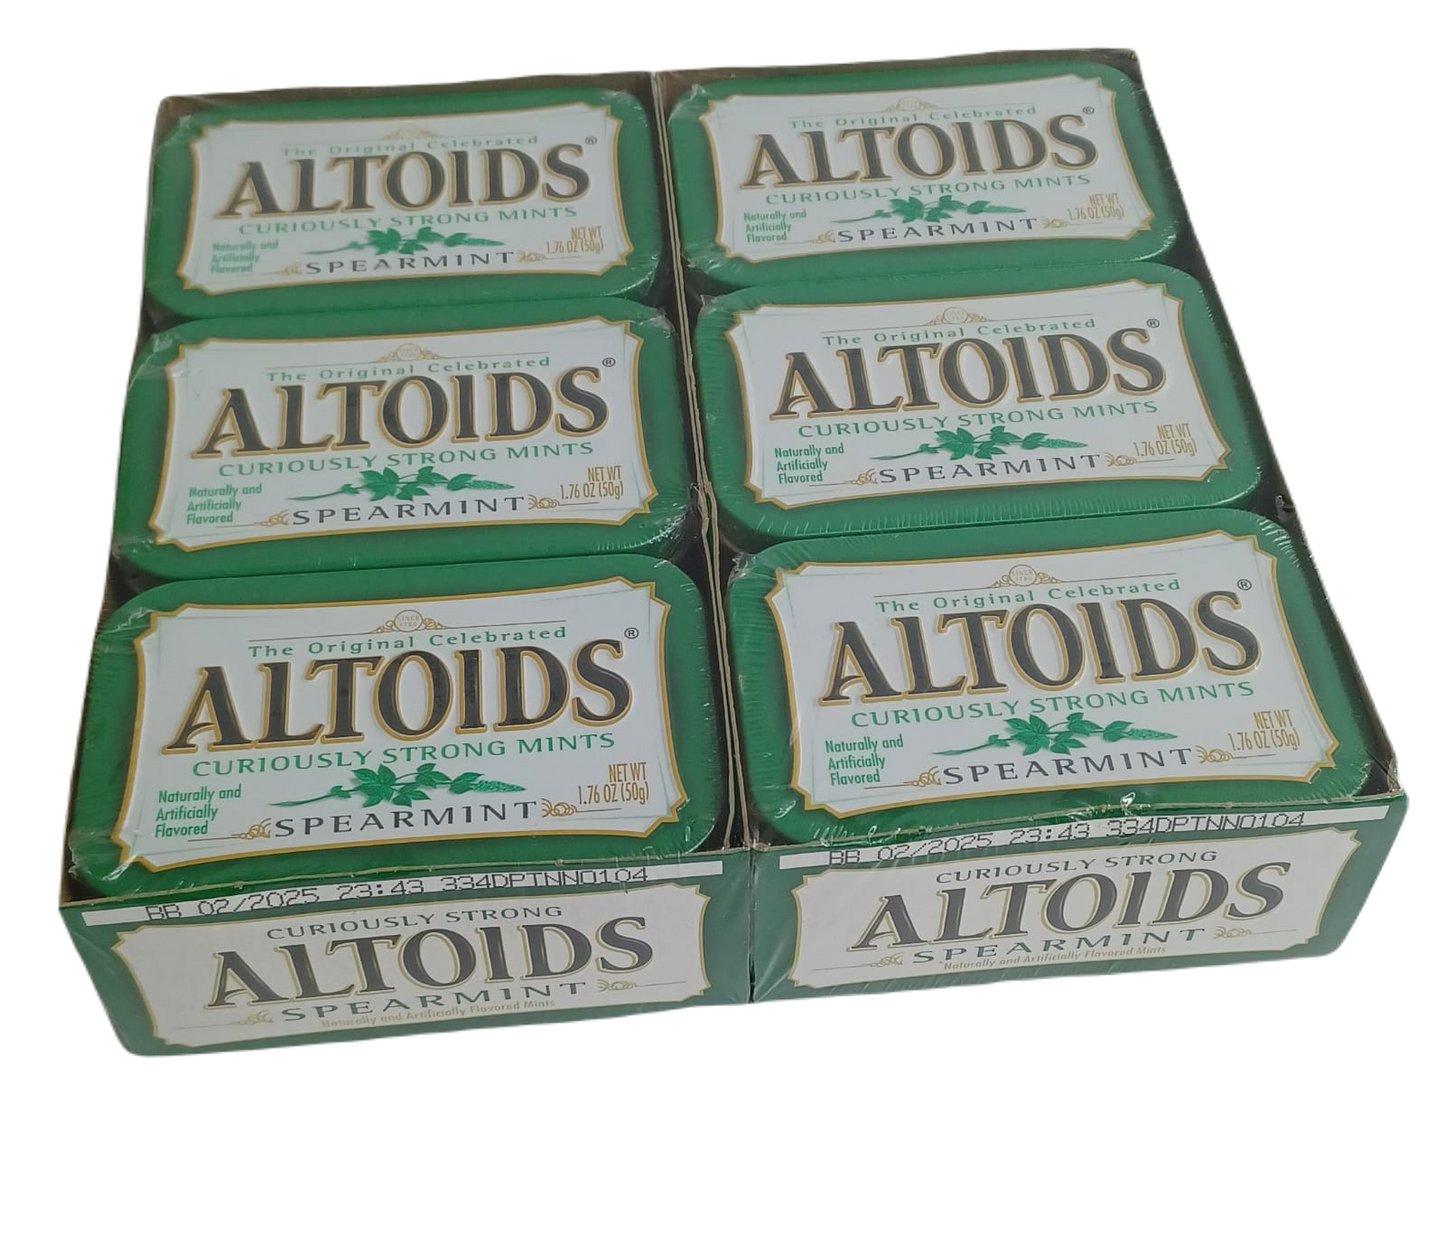 The Original Celebrated
ALTOIDS®
CURIOUSLY STRONG MINTS
Naturally and
Artificially
Flavored
SPEARMINT
NET WT
1.76 OZ (50g)
The Original Celebrated
ALTOIDS®
CURIOUSLY STRONG MINTS
Naturally and
Artificially
Flavored
SPEARMINT
NET WT
1.76 OZ (50g)
The Original Celebrated
ALTOIDS®
CURIOUSLY STRONG MINTS
Naturally and
Artificially
Flavored
SPEARMINT
NET WT
1.76 OZ (50g)
The Original Celebrated
ALTOIDS®
CURIOUSLY STRONG MINTS
Naturally and
Artificially
Flavored
SPEARMINT
NET WT
1.76 OZ (50g)
SINCE
1780
The Original Celebrated
ALTOIDS®
CURIOUSLY STRONG MINTS
Naturally and
Artificially
Flavored
SPEARMINT
NET WT
1.76 OZ (50g)
SINCE
1780
The Original Celebrated
ALTOIDS®
CURIOUSLY STRONG MINTS
Naturally and
Artificially
Flavored
SPEARMINT
NET WT
1.76 OZ (50g)
BB 02/2025 23:43 334DPTNN0104
CURIOUSLY STRONG
ALTOIDS
SPEARMINT
Naturally and Artificially Flavored Mints
BB 02/2025 23:43 334DPTNN0104
CURIOUSLY STRONG
ALTOIDS
SPEARMINT
Naturally and Artificially Flavored Mints